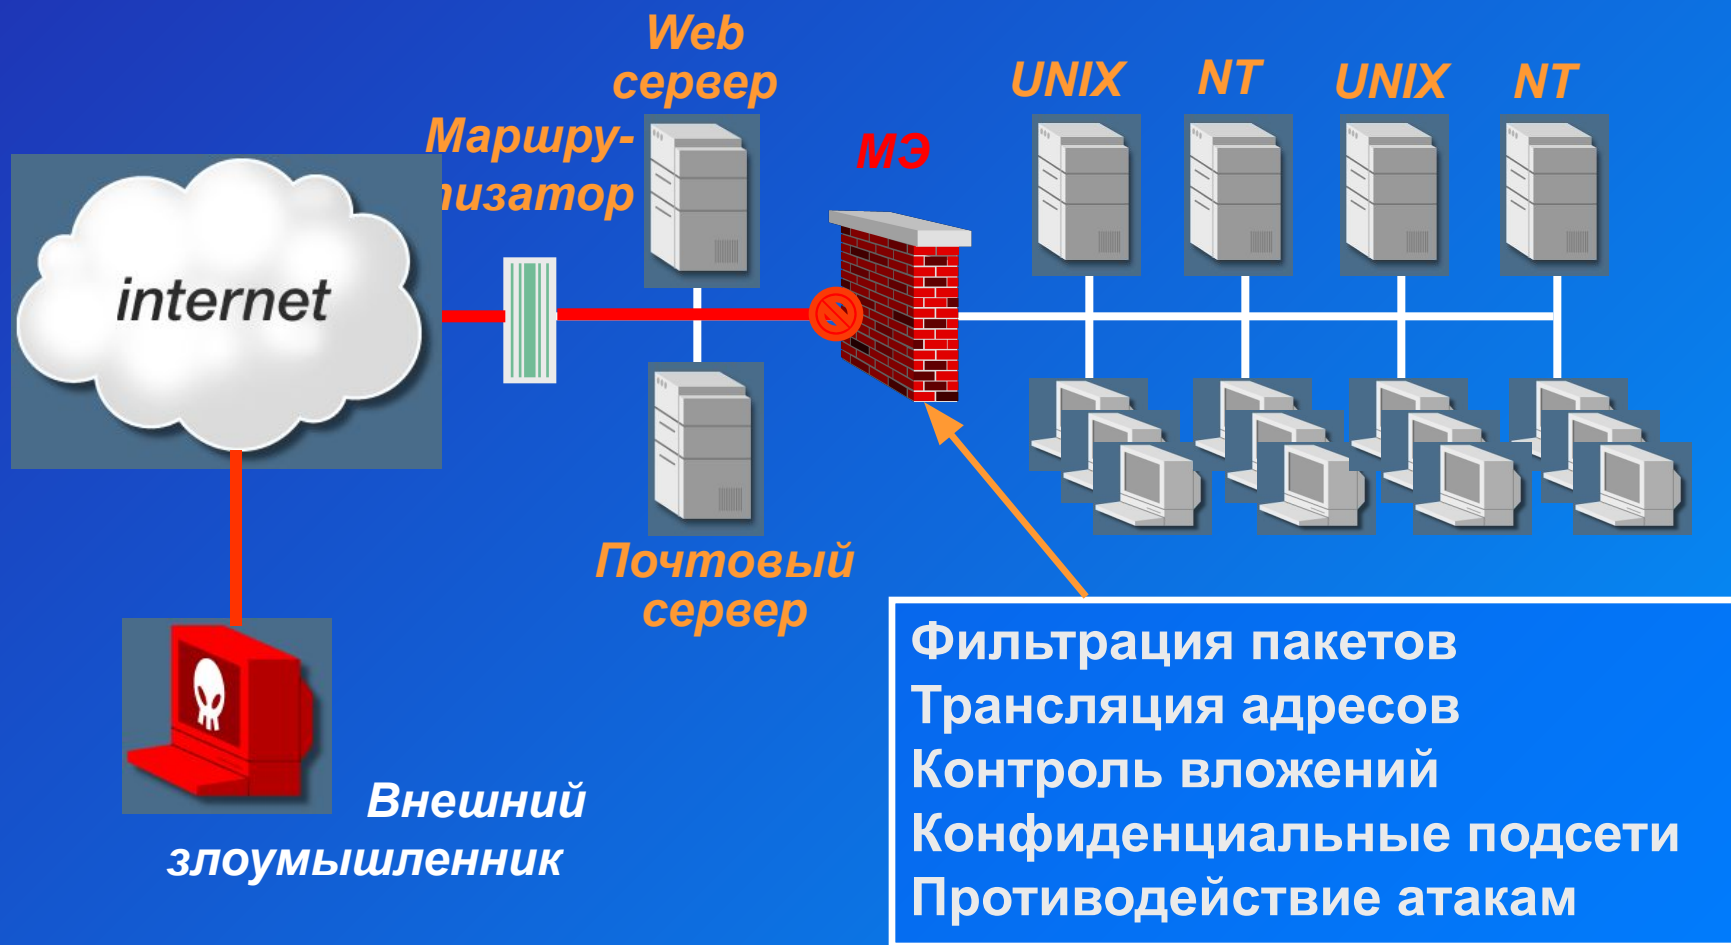 Web
сервер
Маршру-
тизатор
МЭ
UNIX
NT
UNIX
NT
internet
Почтовый
сервер
Внешний
злоумышленник
Фильтрация пакетов
Трансляция адресов
Контроль вложений
Конфиденциальные подсети
Противодействие атакам